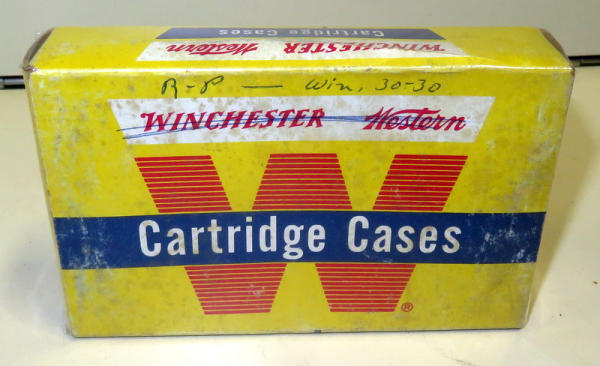 Cartridge Cases
WINCHESTER Western
R-P — Win. 30-30
WINCHESTER Western
W
Cartridge Cases
®